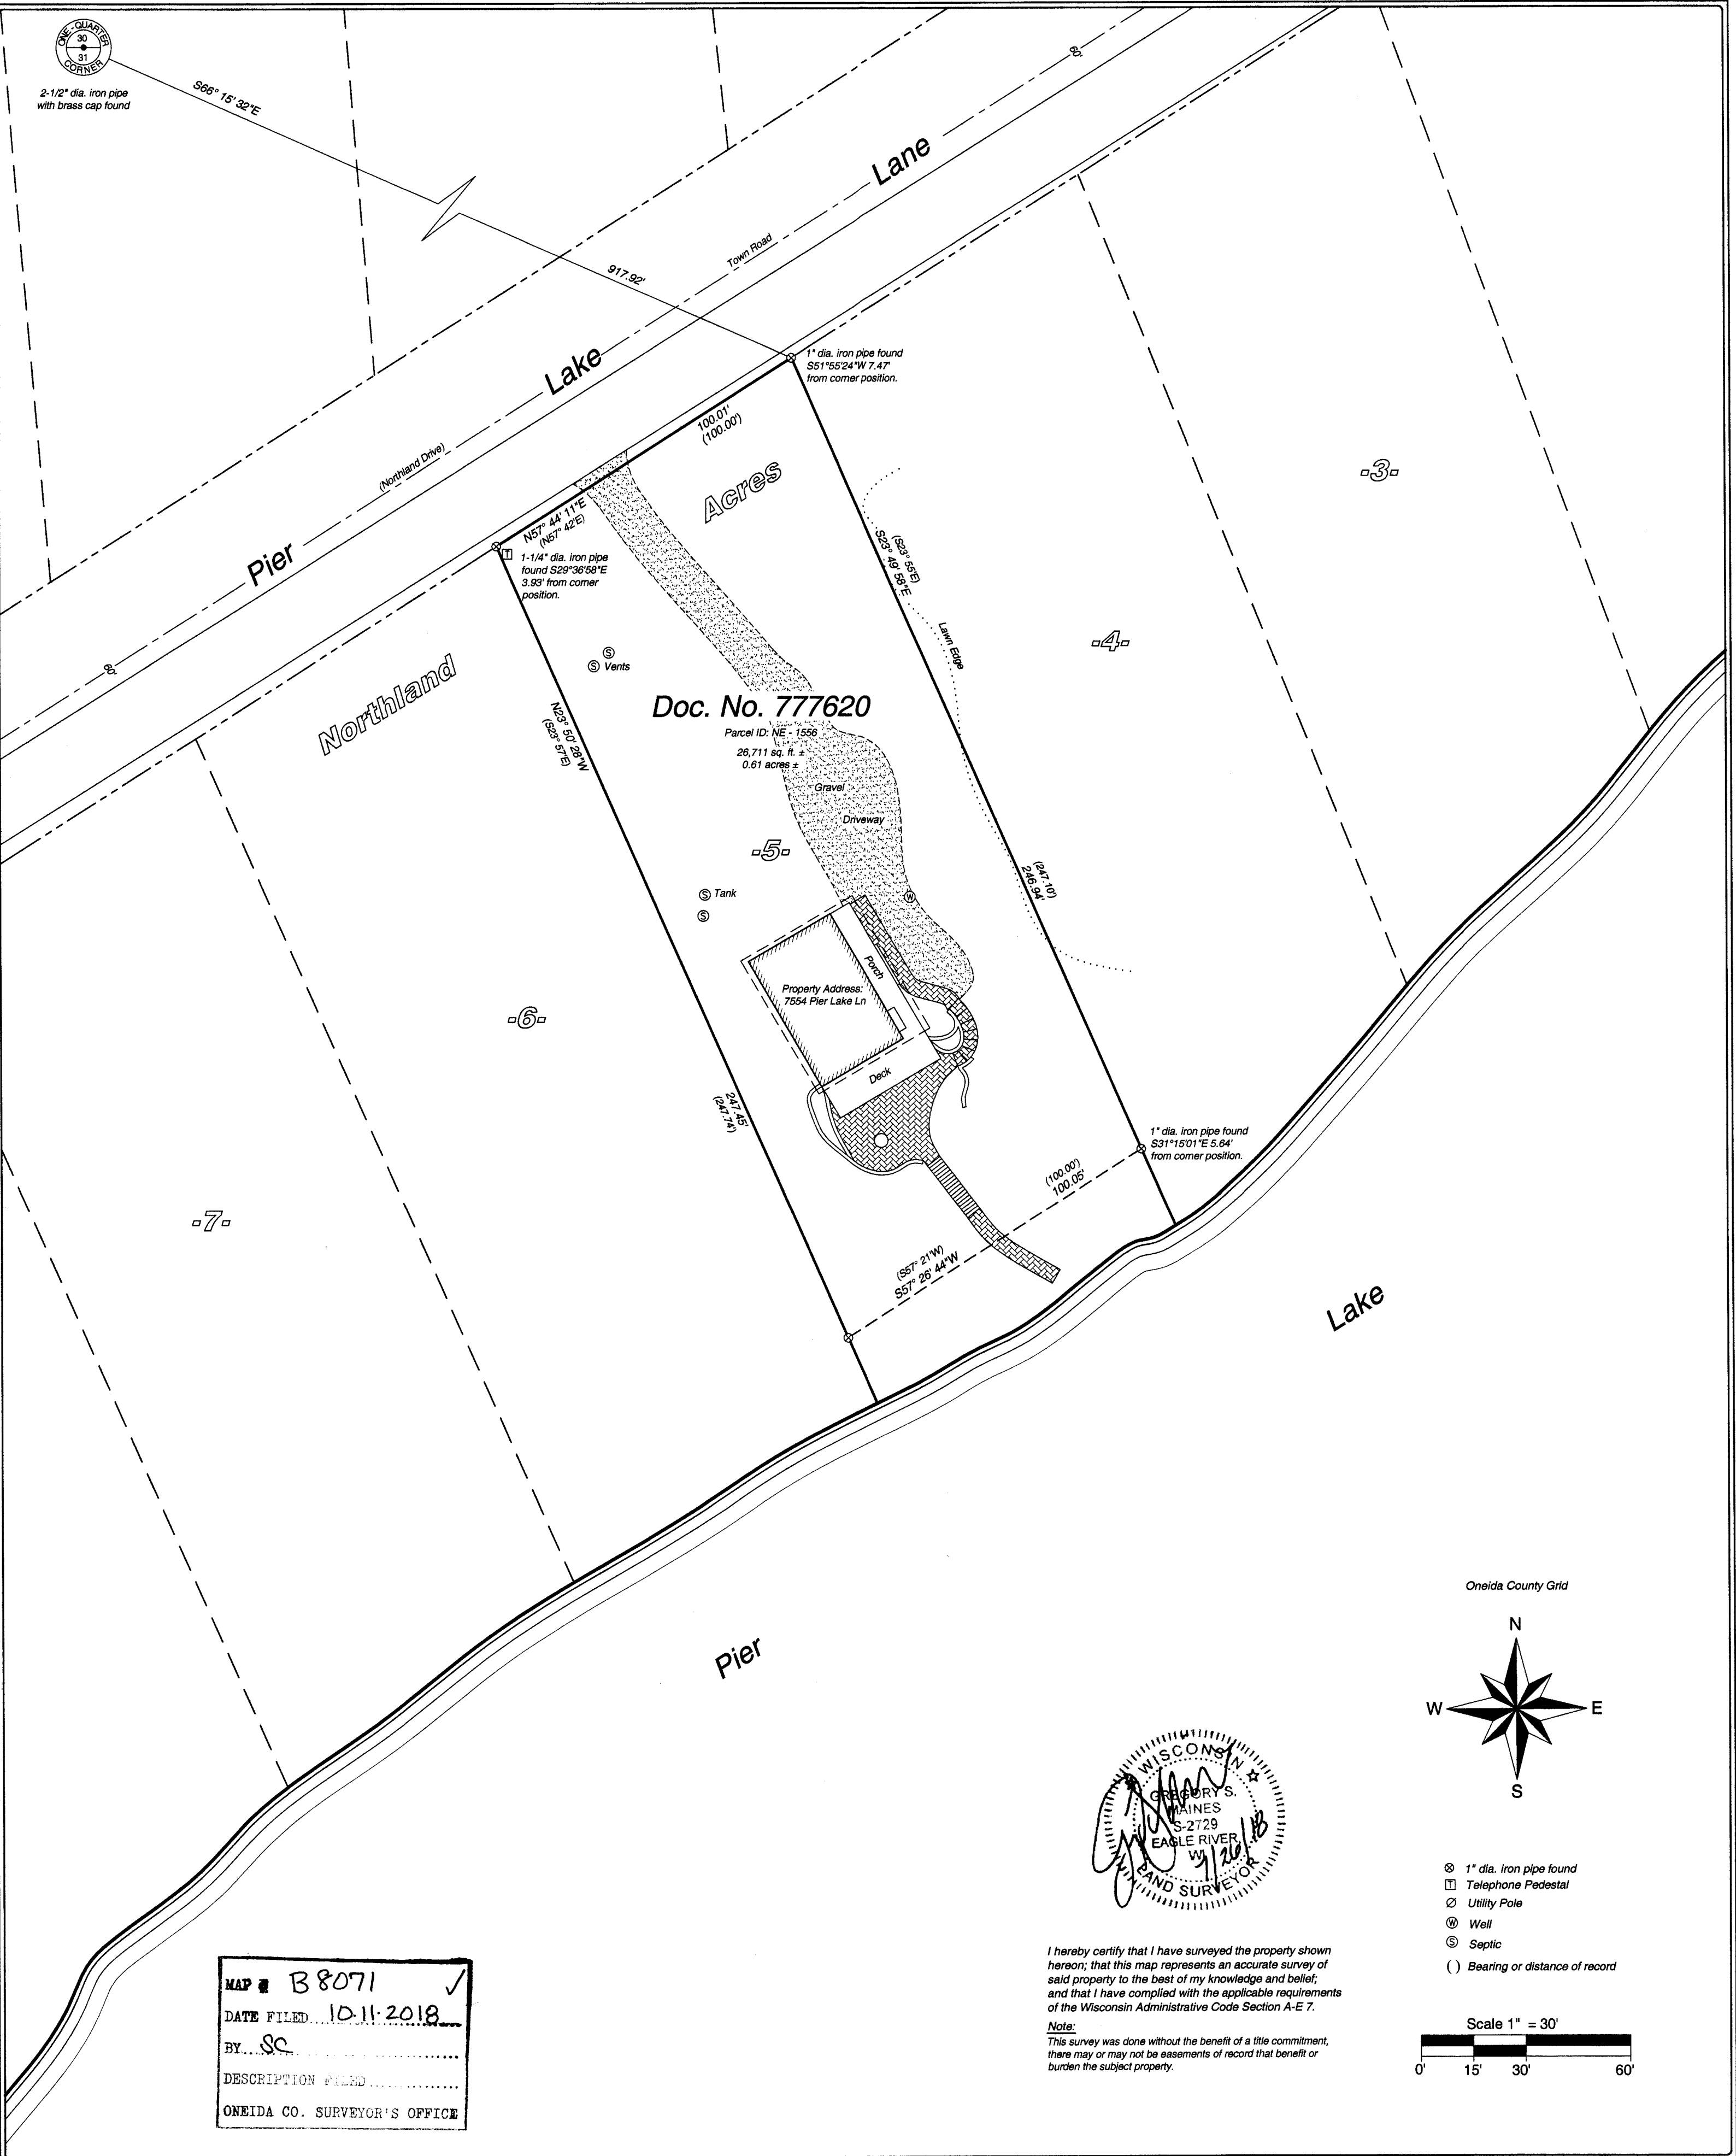 ONE-QUARTER
30
31
CORNER
2-1/2" dia. iron pipe
with brass cap found
S66° 15' 32"E
917.92'
60'
Lane
Town Road
Lake
(Northland Drive)
Pier
60'
1" dia. iron pipe found
S51°55'24"W 7.47'
from corner position.
100.01'
(100.00')
N57° 44' 11"E
(N57° 42'E)
Acres
T
1-1/4" dia. iron pipe
found S29°36'58"E
3.93' from corner
position.
Northland
(S23° 55'E)
S23° 49' 58"E
Lawn Edge
-3-
-4-
S
S Vents
N23° 50' 28"W
(S23° 57'E)
Doc. No. 777620
Parcel ID: NE - 1556
26,711 sq. ft. ±
0.61 acres ±
Gravel
Driveway
-5-
(247.10')
246.94'
S Tank
S
W
Porch
Property Address:
7554 Pier Lake Ln
Deck
-6-
247.45'
(247.74')
-7-
1" dia. iron pipe found
S31°15'01"E 5.64'
from corner position.
(100.00')
100.05'
(S57° 21'W)
S57° 26' 44"W
Lake
Pier
Oneida County Grid
N
W
E
S
WISCONSIN
GREGORY S.
MAINES
S-2729
EAGLE RIVER,
WI
LAND SURVEYOR
I hereby certify that I have surveyed the property shown
hereon; that this map represents an accurate survey of
said property to the best of my knowledge and belief;
and that I have complied with the applicable requirements
of the Wisconsin Administrative Code Section A-E 7.
Note:
This survey was done without the benefit of a title commitment,
there may or may not be easements of record that benefit or
burden the subject property.
1" dia. iron pipe found
T Telephone Pedestal
Utility Pole
W Well
S Septic
( ) Bearing or distance of record
Scale 1" = 30'
0' 15' 30' 60'
MAP # B 8071 ✓
DATE FILED 10.11.2018
BY SC
DESCRIPTION FILED
ONEIDA CO. SURVEYOR'S OFFICE